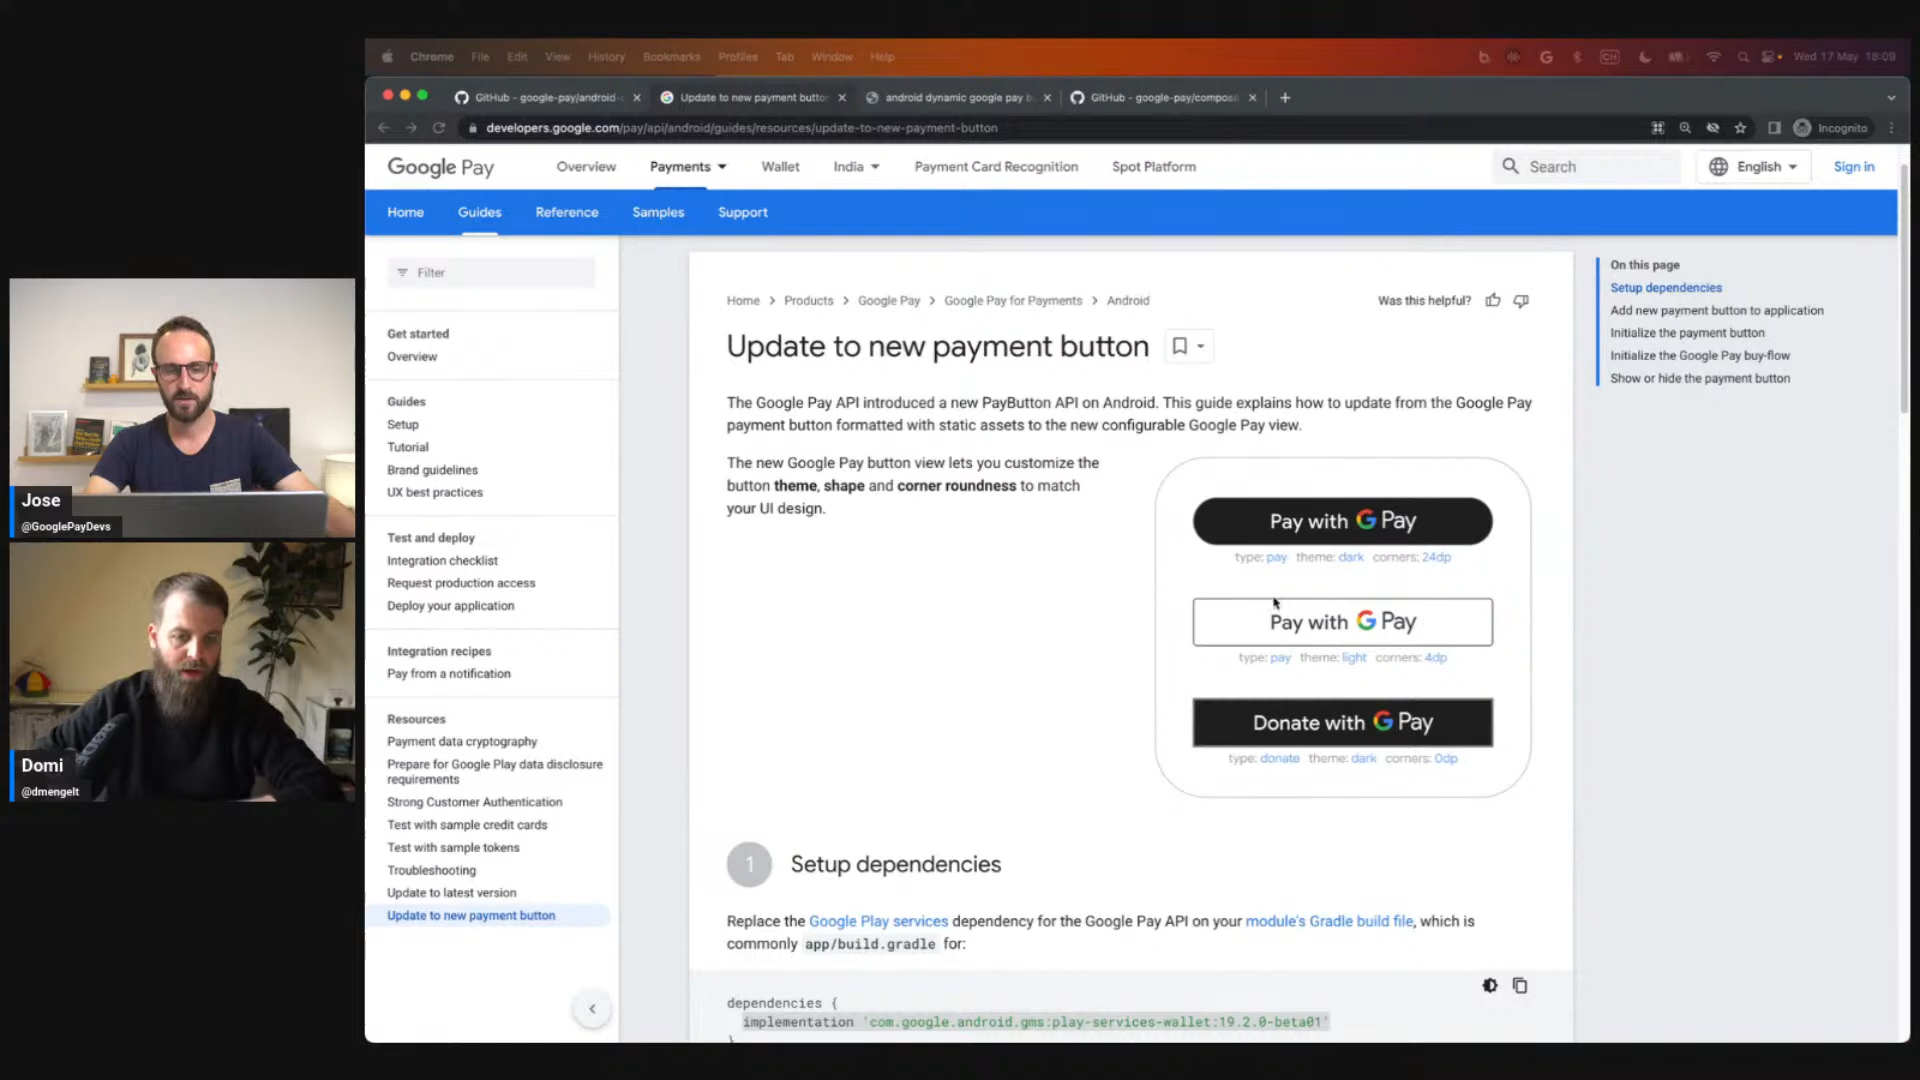 Chrome File Edit View History Bookmarks Profiles Tab Window Help
CH
Wed 17 May 18:09
GitHub - google-pay/android-
Update to new payment button
android dynamic google pay b
GitHub - google-pay/compos
developers.google.com/pay/api/android/guides/resources/update-to-new-payment-button
Incognito
Google Pay
Overview
Payments
Wallet
India
Payment Card Recognition
Spot Platform
Search
English
Sign in
Home
Guides
Reference
Samples
Support
Jose
@GooglePayDevs
Domi
@dmengelt
Filter
Get started
Overview
Guides
Setup
Tutorial
Brand guidelines
UX best practices
Test and deploy
Integration checklist
Request production access
Deploy your application
Integration recipes
Pay from a notification
Resources
Payment data cryptography
Prepare for Google Play data disclosure
requirements
Strong Customer Authentication
Test with sample credit cards
Test with sample tokens
Troubleshooting
Update to latest version
Update to new payment button
Home > Products > Google Pay > Google Pay for Payments > Android
Was this helpful?
Update to new payment button
The Google Pay API introduced a new PayButton API on Android. This guide explains how to update from the Google Pay
payment button formatted with static assets to the new configurable Google Pay view.
The new Google Pay button view lets you customize the
button theme, shape and corner roundness to match
your UI design.
Pay with G Pay
type: pay theme: dark corners: 24dp
Pay with G Pay
type: pay theme: light corners: 4dp
Donate with G Pay
type: donate theme: dark corners: 0dp
1 Setup dependencies
Replace the Google Play services dependency for the Google Pay API on your module's Gradle build file, which is
commonly app/build.gradle for:
dependencies {
implementation 'com.google.android.gms:play-services-wallet:19.2.0-beta01'
On this page
Setup dependencies
Add new payment button to application
Initialize the payment button
Initialize the Google Pay buy-flow
Show or hide the payment button